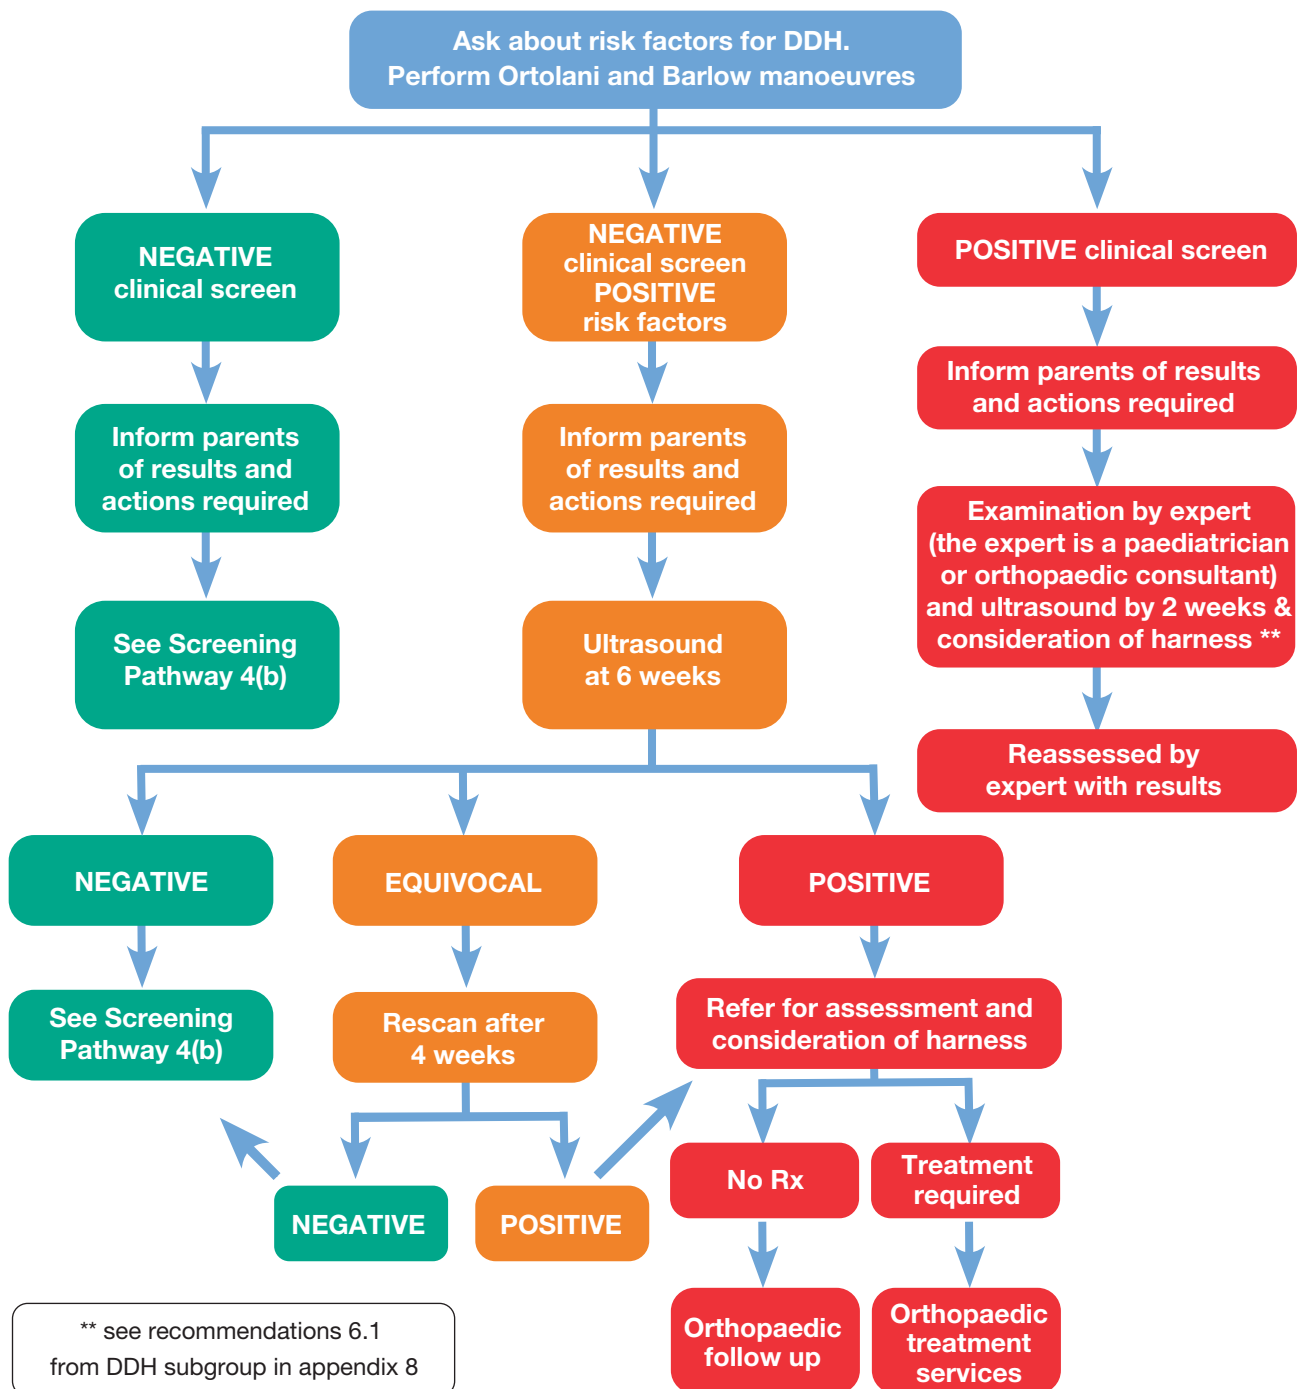 Ask about risk factors for DDH.
Perform Ortolani and Barlow manoeuvres
NEGATIVE
clinical screen
NEGATIVE
clinical screen
POSITIVE
risk factors
POSITIVE clinical screen
Inform parents
of results and
actions required
Inform parents
of results and
actions required
Inform parents of results
and actions required
See Screening
Pathway 4(b)
Ultrasound
at 6 weeks
Examination by expert
(the expert is a paediatrician
or orthopaedic consultant)
and ultrasound by 2 weeks &
consideration of harness **
Reassessed by
expert with results
NEGATIVE
EQUIVOCAL
POSITIVE
See Screening
Pathway 4(b)
Rescan after
4 weeks
Refer for assessment and
consideration of harness
NEGATIVE
POSITIVE
No Rx
Treatment
required
Orthopaedic
follow up
Orthopaedic
treatment
services
** see recommendations 6.1
from DDH subgroup in appendix 8